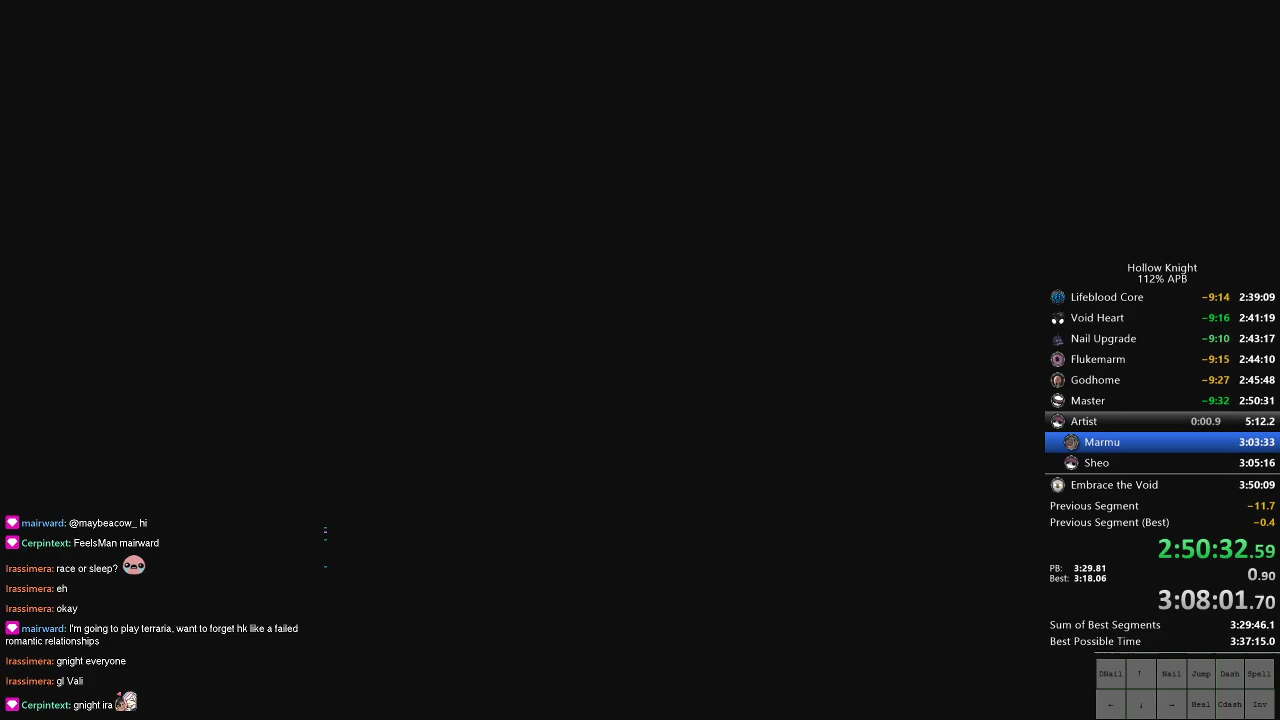 Hollow Knight
112% APB
Lifeblood Core −9:14 2:39:09
Void Heart −9:16 2:41:19
Nail Upgrade −9:10 2:43:17
Flukemarm −9:15 2:44:10
Godhome −9:27 2:45:48
Master −9:32 2:50:31
Artist 0:00.9 5:12.2
Marmu 3:03:33
Sheo 3:05:16
Embrace the Void 3:50:09
Previous Segment −11.7
Previous Segment (Best) −0.4
2:50:32.59
PB: 3:29.81
Best: 3:18.06
0.90
3:08:01.70
Sum of Best Segments 3:29:46.1
Best Possible Time 3:37:15.0
DNail ↑ Nail Jump Dash Spell
← ↓ → Heal Cdash Inv
mairward: @maybeacow_ hi
Cerpintext: FeelsMan mairward
Irassimera: race or sleep?
Irassimera: eh
Irassimera: okay
mairward: I'm going to play terraria, want to forget hk like a failed
romantic relationships
Irassimera: gnight everyone
Irassimera: gl Vali
Cerpintext: gnight ira